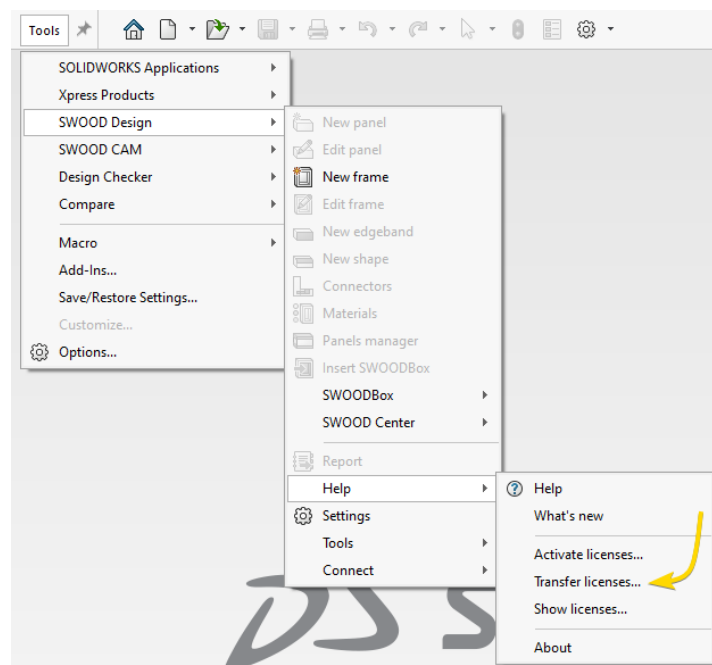 Tools
SOLIDWORKS Applications
Xpress Products
SWOOD Design
SWOOD CAM
Design Checker
Compare
Macro
Add-Ins...
Save/Restore Settings...
Customize...
Options...
New panel
Edit panel
New frame
Edit frame
New edgeband
New shape
Connectors
Materials
Panels manager
Insert SWOODBox
SWOODBox
SWOOD Center
Report
Help
Settings
Tools
Connect
Help
What's new
Activate licenses...
Transfer licenses...
Show licenses...
About